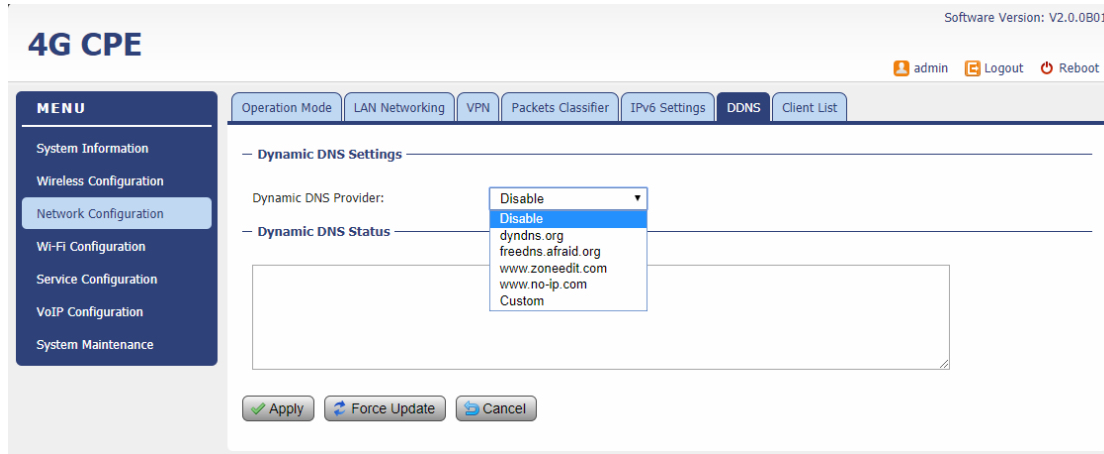 Software Version: V2.0.0B01
4G CPE
admin Logout Reboot
MENU
System Information
Wireless Configuration
Network Configuration
Wi-Fi Configuration
Service Configuration
VoIP Configuration
System Maintenance
Operation Mode LAN Networking VPN Packets Classifier IPv6 Settings DDNS Client List
Dynamic DNS Settings
Dynamic DNS Provider: Disable
Disable
dyndns.org
freedns.afraid.org
www.zoneedit.com
www.no-ip.com
Custom
Dynamic DNS Status
Apply Force Update Cancel